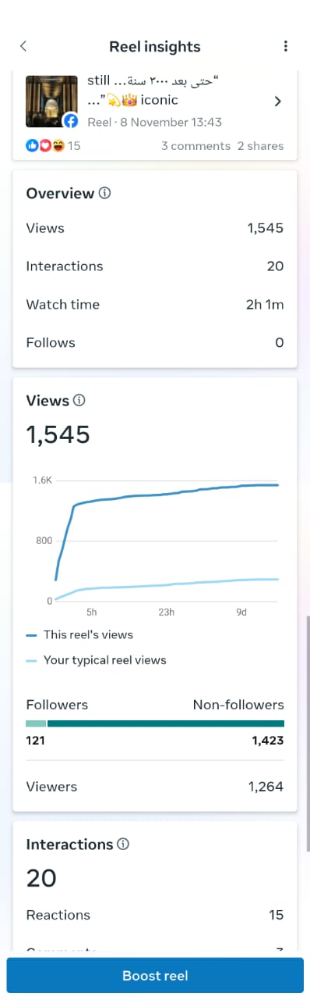 Reel insights
“حتى بعد ٣٠٠٠ سنة... still
iconic 👑💫”...
Reel · 8 November 13:43
15
3 comments 2 shares
Overview
Views 1,545
Interactions 20
Watch time 2h 1m
Follows 0
Views
1,545
1.6K
800
0
5h 23h 9d
This reel's views
Your typical reel views
Followers Non-followers
121 1,423
Viewers 1,264
Interactions
20
Reactions 15
Boost reel